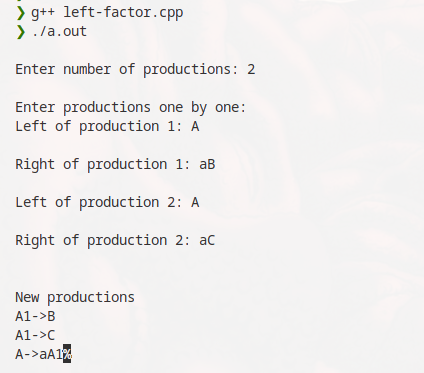 ❯ g++ left-factor.cpp
❯ ./a.out
Enter number of productions: 2
Enter productions one by one:
Left of production 1: A
Right of production 1: aB
Left of production 2: A
Right of production 2: aC
New productions
A1->B
A1->C
A->aA1%